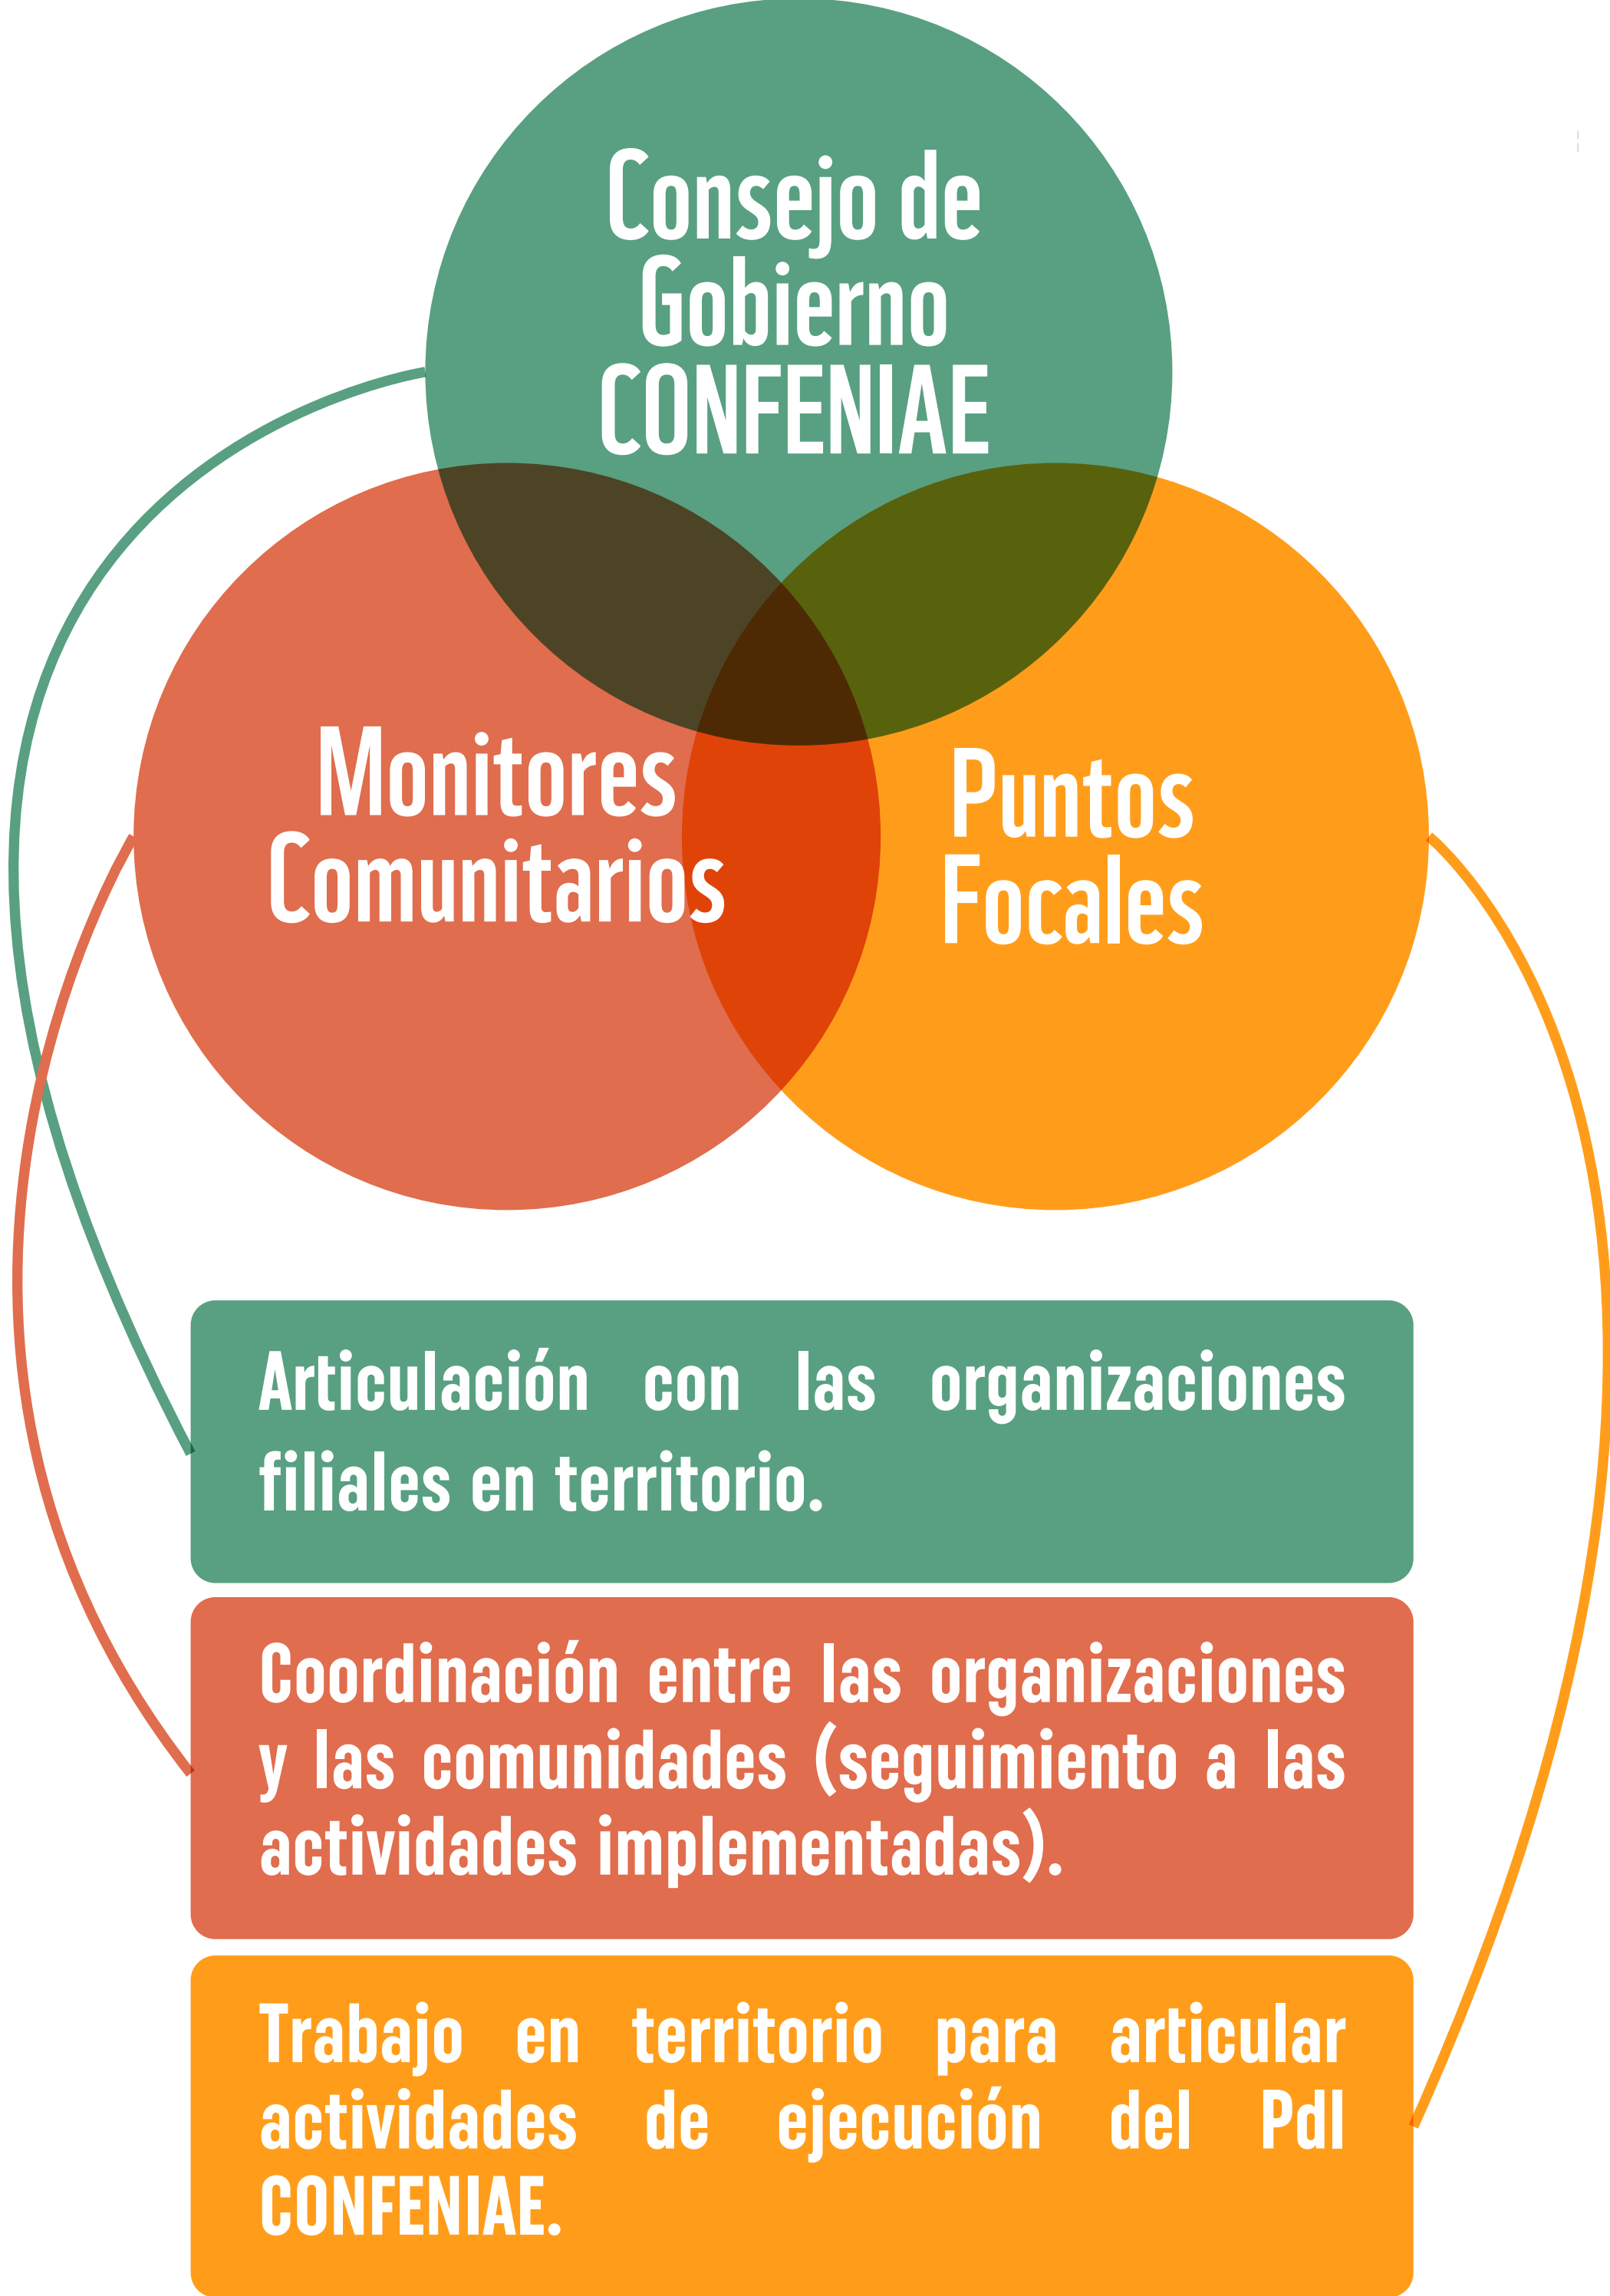 Consejo de
Gobierno
CONFENIAE
Monitores
Comunitarios
Puntos
Focales
Articulación con las organizaciones
filiales en territorio.
Coordinación entre las organizaciones
y las comunidades (seguimiento a las
actividades implementadas).
Trabajo en territorio para articular
actividades de ejecución del PdI
CONFENIAE.